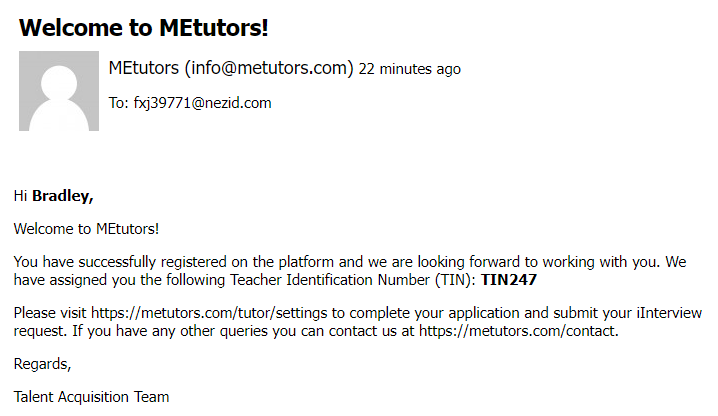 Welcome to MEtutors!
MEtutors (info@metutors.com) 22 minutes ago
To: fxj39771@nezid.com
Hi Bradley,
Welcome to MEtutors!
You have successfully registered on the platform and we are looking forward to working with you. We
have assigned you the following Teacher Identification Number (TIN): TIN247
Please visit https://metutors.com/tutor/settings to complete your application and submit your iInterview
request. If you have any other queries you can contact us at https://metutors.com/contact.
Regards,
Talent Acquisition Team